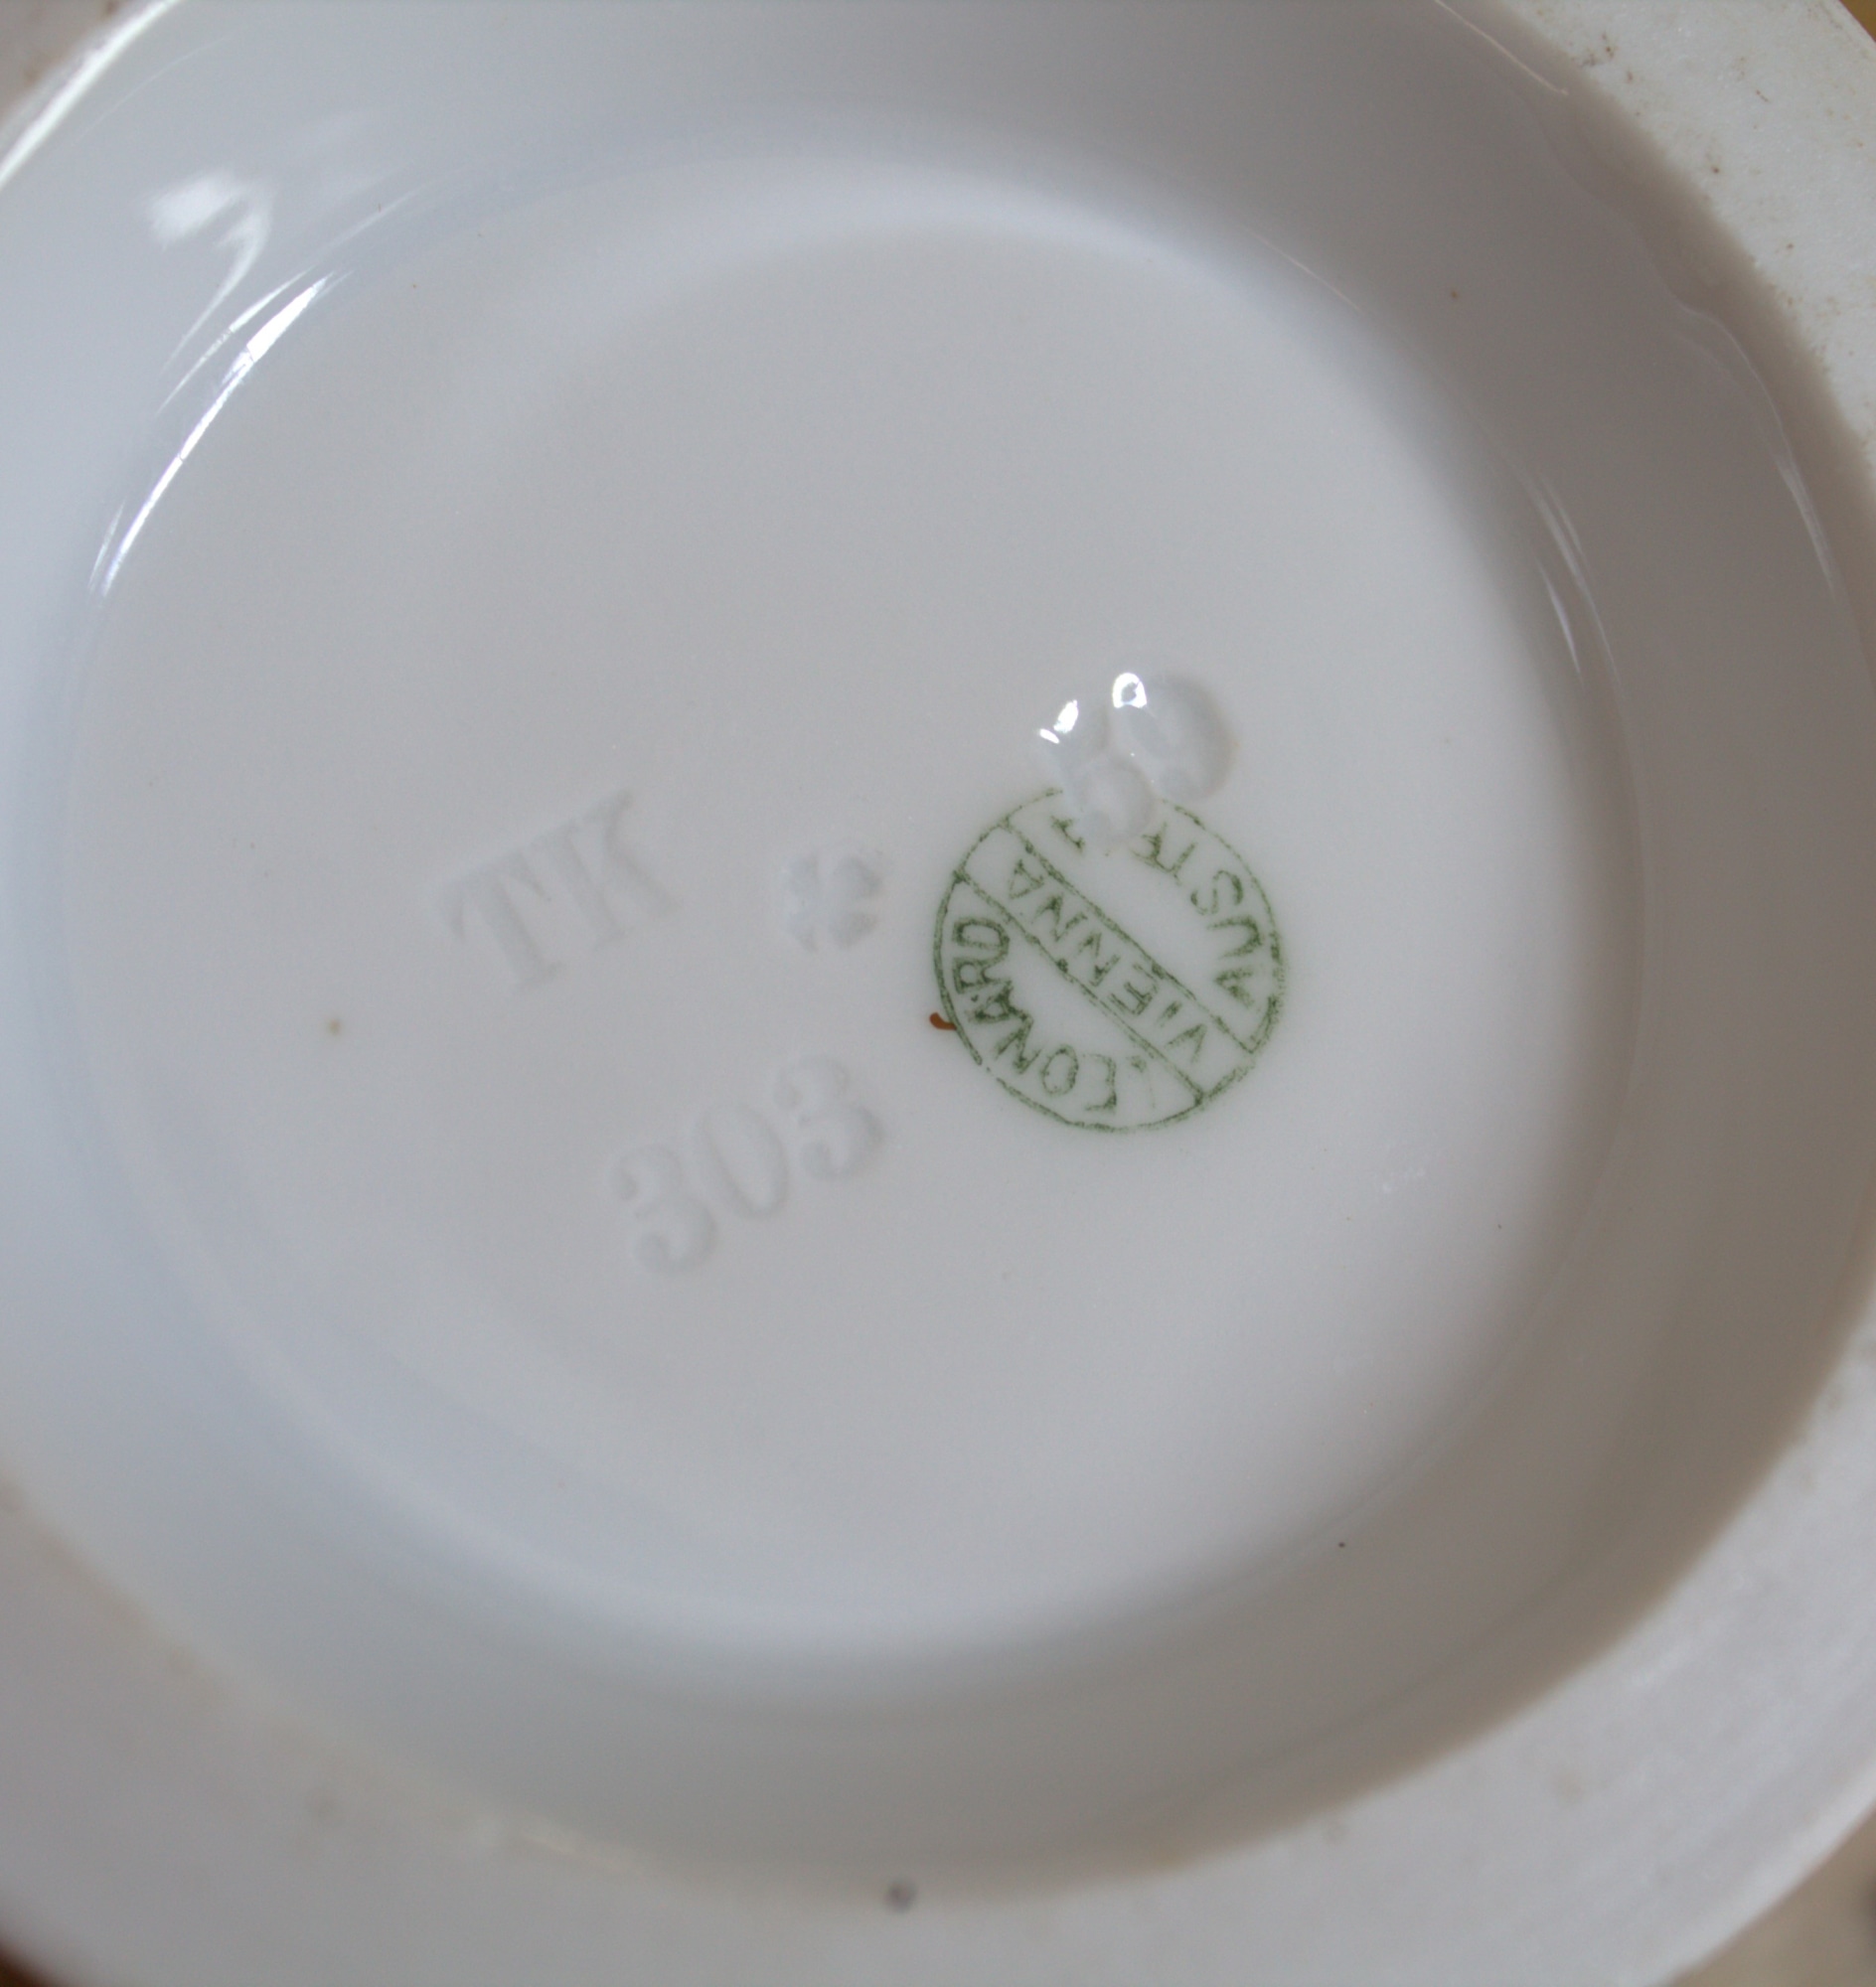 TK
303
LEONARD
VIENNA
AUSTRIA